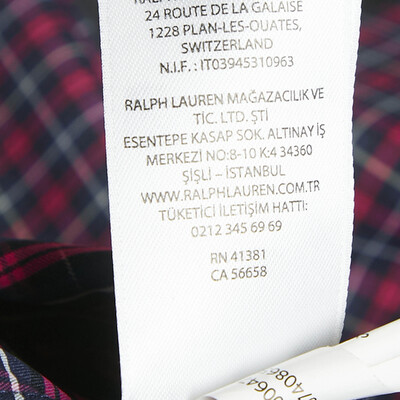 RALPH LAUREN
24 ROUTE DE LA GALAISE
1228 PLAN-LES-OUATES,
SWITZERLAND
N.I.F.: IT03945310963
RALPH LAUREN MAĞAZACILIK VE
TİC. LTD. ŞTİ
ESENTEPE KASAP SOK. ALTINAY İŞ
MERKEZİ NO:8-10 K:4 34360
ŞİŞLİ – İSTANBUL
WWW.RALPHLAUREN.COM.TR
TÜKETİCİ İLETİŞİM HATTI:
0212 345 69 69
RN 41381
CA 56658